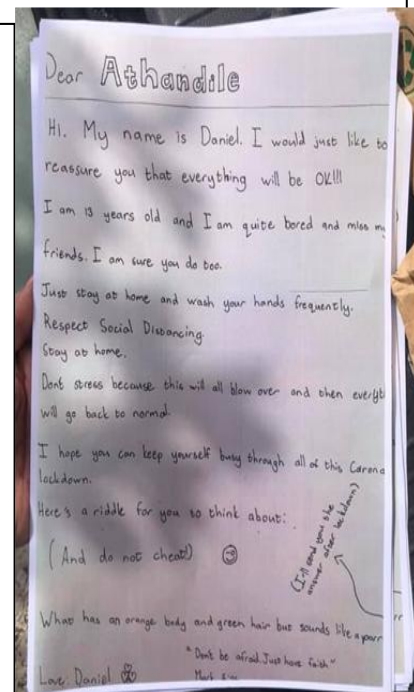 Dear Athandile
Hi. My name is Daniel. I would just like to
reassure you that everything will be OK!!!
I am 13 years old and I am quite bored and miss my
friends. I am sure you do too.
Just stay at home and wash your hands frequently.
Respect Social Distancing.
Stay at home.
Dont stress because this will all blow over and then everyt
will go back to normal.
I hope you can keep yourself busy through all of this Corona
lockdown.
Here's a riddle for you to think about:
(And do not cheat!)
(I'll send you the
answer after lockdown)
What has an orange body and green hair but sounds like a parr
"Dont be afraid. Just have faith"
Love, Daniel